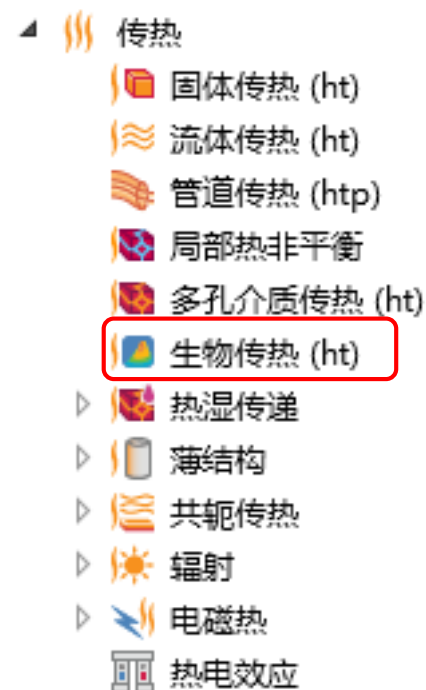 传热
固体传热 (ht)
流体传热 (ht)
管道传热 (htp)
局部热非平衡
多孔介质传热 (ht)
生物传热 (ht)
热湿传递
薄结构
共轭传热
辐射
电磁热
热电效应